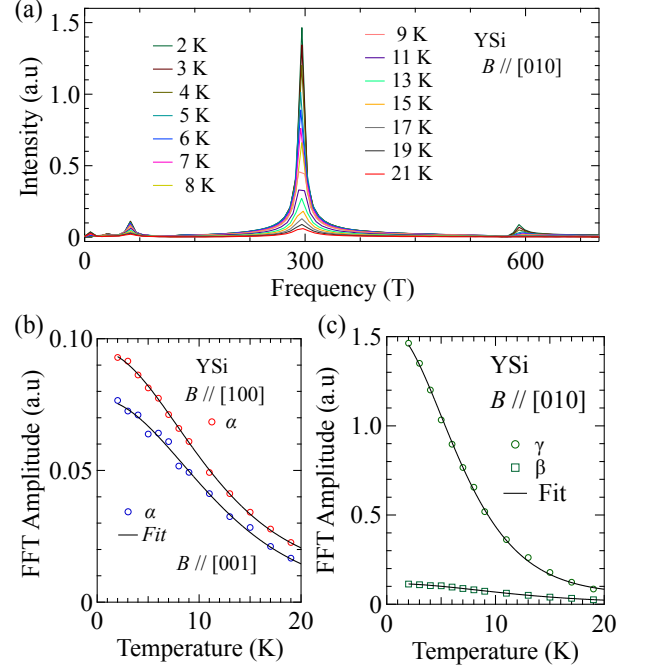 (a)
Intensity (a.u)
1.5
1.0
0.5
0
2 K
3 K
4 K
5 K
6 K
7 K
8 K
9 K
11 K
13 K
15 K
17 K
19 K
21 K
YSi
B // [010]
0
300
600
Frequency (T)
(b)
FFT Amplitude (a.u)
0.10
0.05
0
YSi
B // [100]
α
α
Fit
B // [001]
0
10
20
Temperature (K)
(c)
FFT Amplitude (a.u)
1.5
1.0
0.5
0
YSi
B // [010]
γ
β
Fit
0
10
20
Temperature (K)